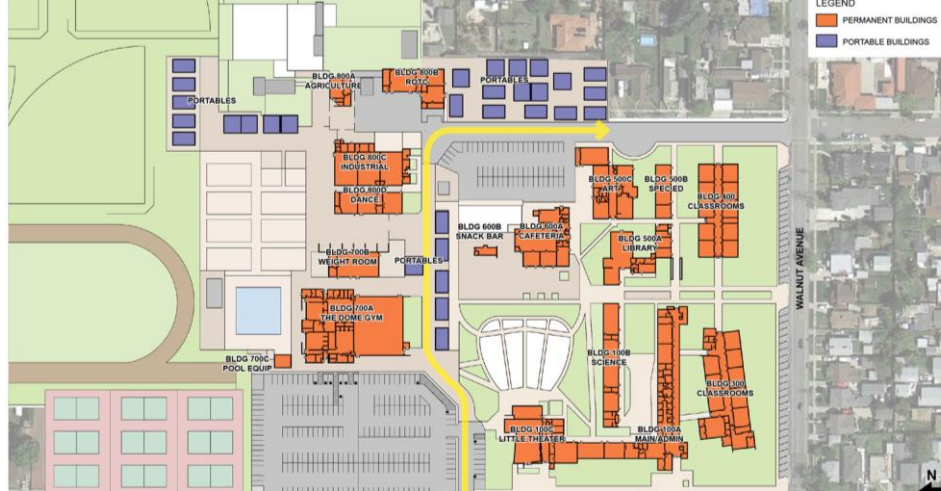 LEGEND
PERMANENT BUILDINGS
PORTABLE BUILDINGS
BLDG 800A
AGRICULTURE
BLDG 800B
ROTC
PORTABLES
PORTABLES
BLDG 800C
INDUSTRIAL
BLDG 800D
DANCE
BLDG 500C
ART
BLDG 500B
SPEC ED
BLDG 400
CLASSROOMS
BLDG 600B
SNACK BAR
BLDG 600A
CAFETERIA
BLDG 500A
LIBRARY
WALNUT AVENUE
BLDG 700B
WEIGHT ROOM
PORTABLES
BLDG 700A
THE DOME GYM
BLDG 700C
POOL EQUIP
BLDG 100B
SCIENCE
BLDG 300
CLASSROOMS
BLDG 100C
LITTLE THEATER
BLDG 100A
MAIN/ADMIN
N